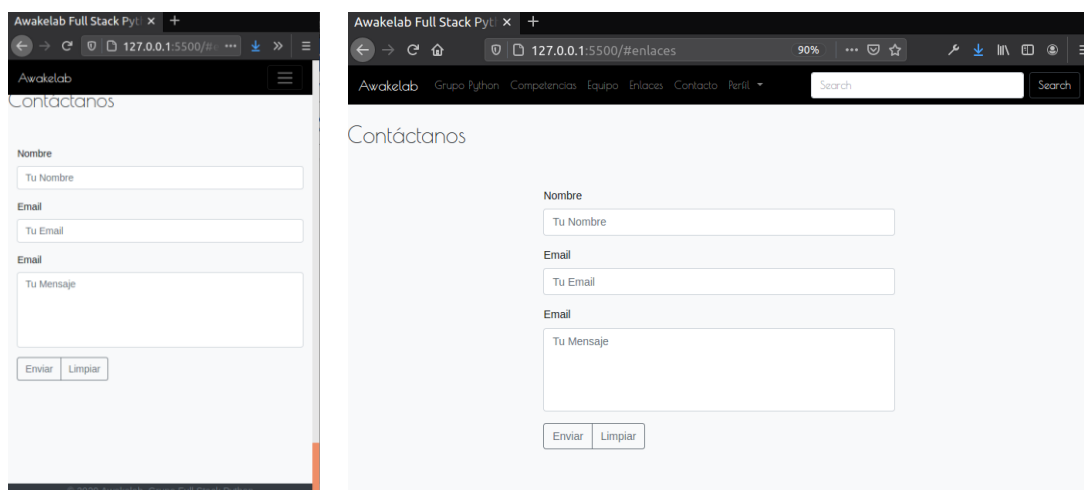 Awakelab Full Stack Pyt
127.0.0.1:5500/#
Awakelab
Contáctanos
Nombre
Tu Nombre
Email
Tu Email
Email
Tu Mensaje
Enviar Limpiar
Awakelab Full Stack Pyt
127.0.0.1:5500/#enlaces 90%
Awakelab Grupo Python Competencias Equipo Enlaces Contacto Perfil Search Search
Contáctanos
Nombre
Tu Nombre
Email
Tu Email
Email
Tu Mensaje
Enviar Limpiar